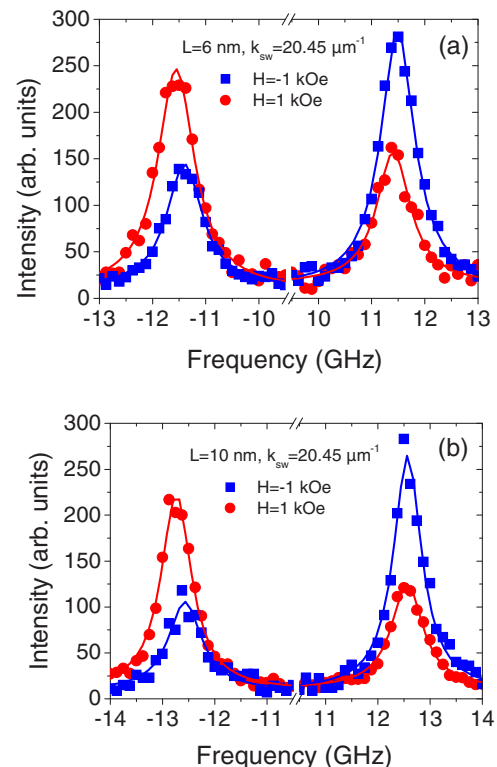 300
(a)
L=6 nm, k_sw=20.45 µm⁻¹
250
H=-1 kOe
H=1 kOe
200
150
100
50
0
Intensity (arb. units)
-13 -12 -11 -10 10 11 12 13
Frequency (GHz)
300
(b)
L=10 nm, k_sw=20.45 µm⁻¹
250
H=-1 kOe
H=1 kOe
200
150
100
50
0
Intensity (arb. units)
-14 -13 -12 -11 11 12 13 14
Frequency (GHz)